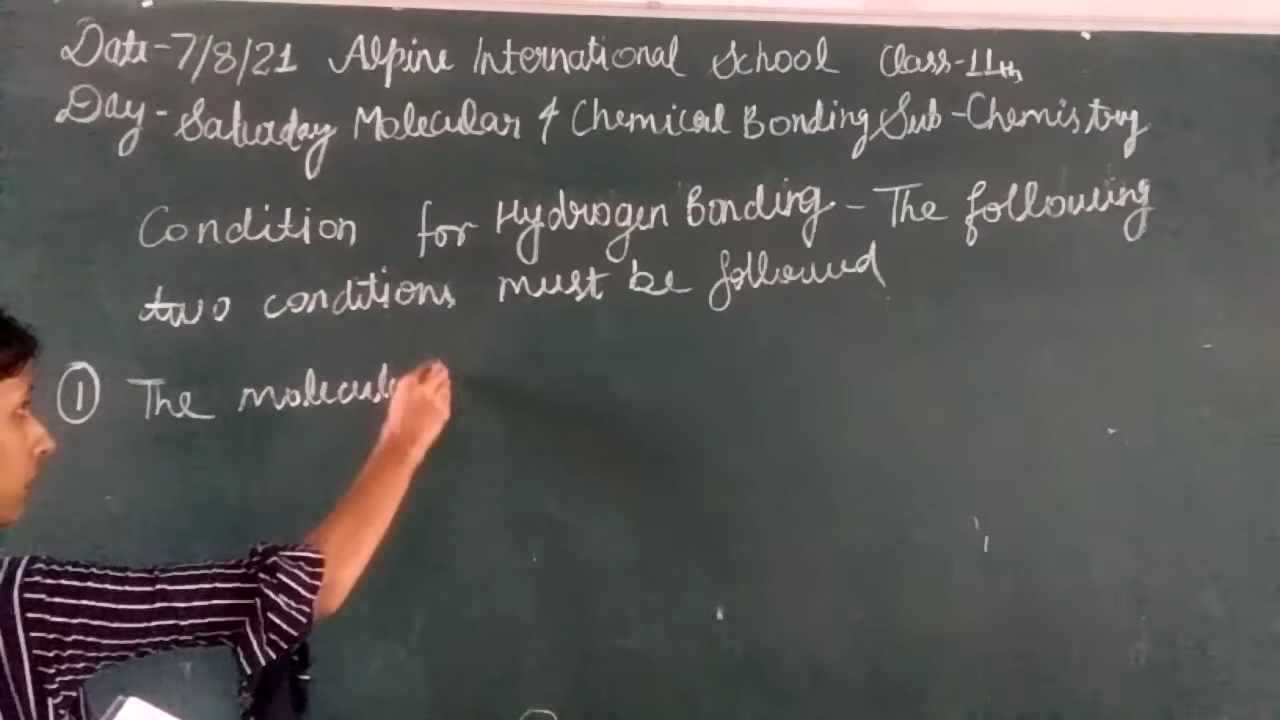 Date-7/8/21 Alpine International School Class-11th
Day-Saturday Molecular & Chemical Bonding Sub-Chemistry
Condition for Hydrogen Bonding - The following
two conditions must be followed
① The molecul